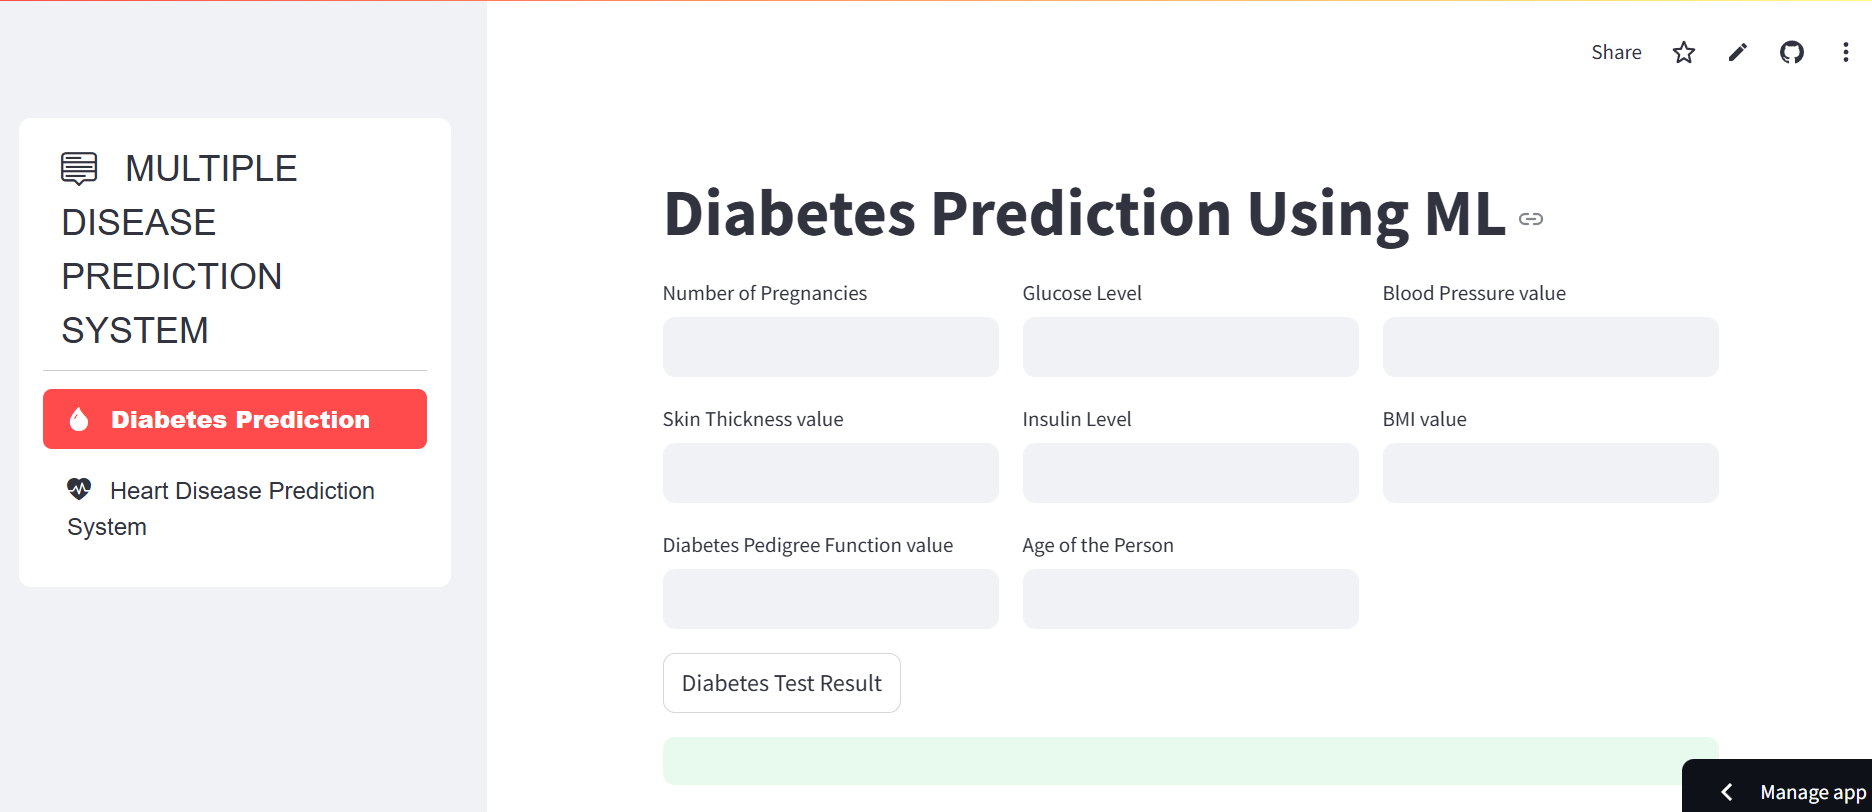 Share
MULTIPLE
DISEASE
PREDICTION
SYSTEM
Diabetes Prediction
Heart Disease Prediction
System
Diabetes Prediction Using ML
Number of Pregnancies
Glucose Level
Blood Pressure value
Skin Thickness value
Insulin Level
BMI value
Diabetes Pedigree Function value
Age of the Person
Diabetes Test Result
Manage app